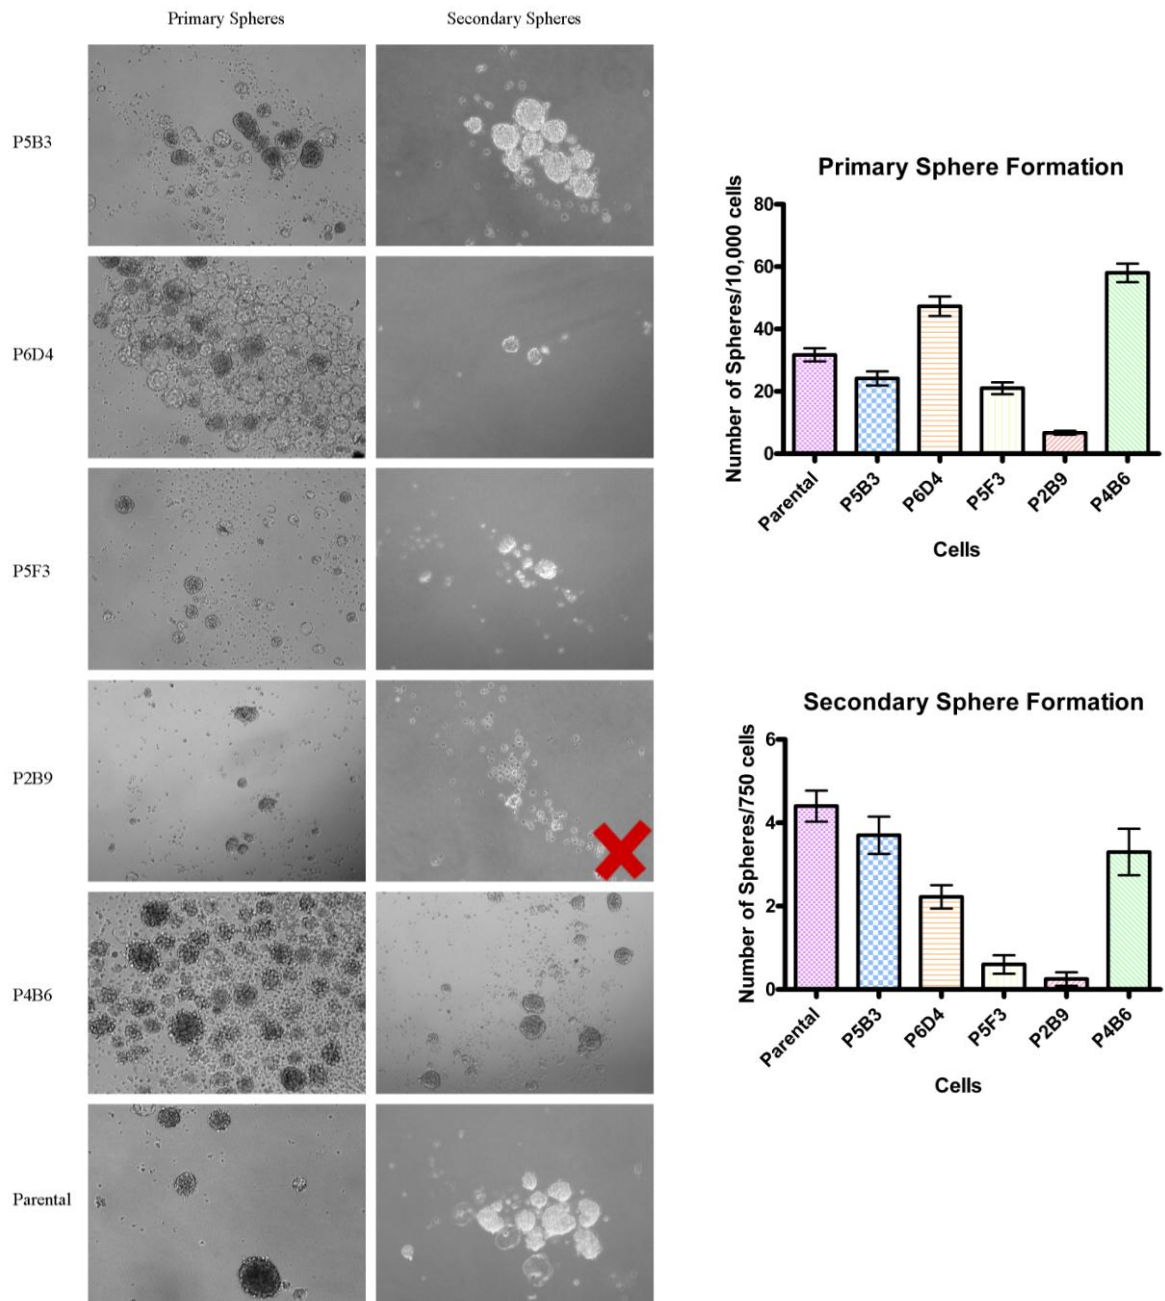 Primary Spheres
Secondary Spheres
P5B3
P6D4
P5F3
P2B9
P4B6
Parental
Primary Sphere Formation
Number of Spheres/10,000 cells
80
60
40
20
0
Parental
P5B3
P6D4
P5F3
P2B9
P4B6
Cells
Secondary Sphere Formation
Number of Spheres/750 cells
6
4
2
0
Parental
P5B3
P6D4
P5F3
P2B9
P4B6
Cells